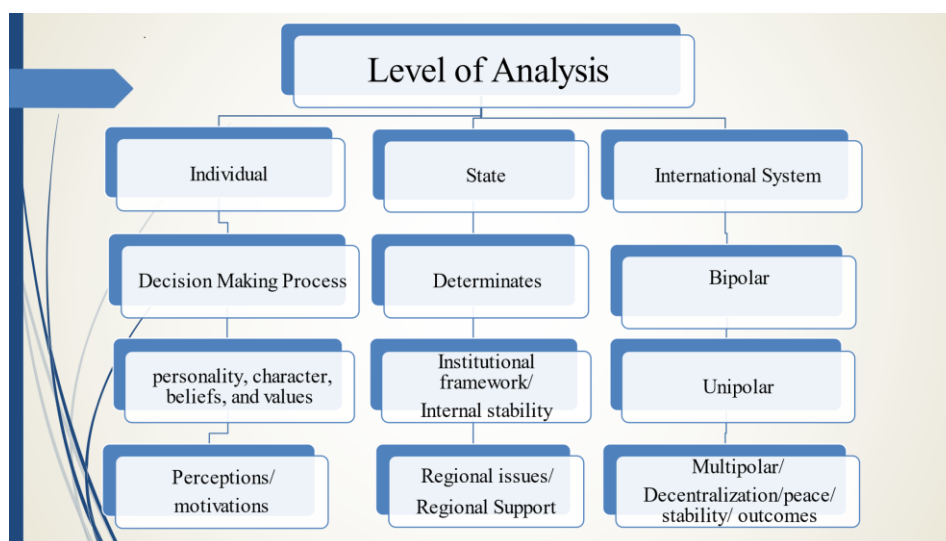 Level of Analysis
Individual
State
International System
Decision Making Process
Determinates
Bipolar
personality, character,
beliefs, and values
Institutional
framework/
Internal stability
Unipolar
Perceptions/
motivations
Regional issues/
Regional Support
Multipolar/
Decentralization/peace/
stability/ outcomes